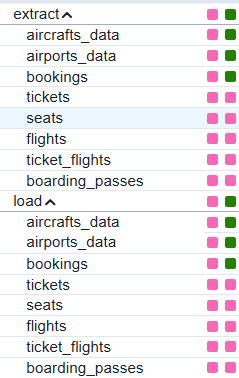 extract
aircrafts_data
airports_data
bookings
tickets
seats
flights
ticket_flights
boarding_passes
load
aircrafts_data
airports_data
bookings
tickets
seats
flights
ticket_flights
boarding_passes